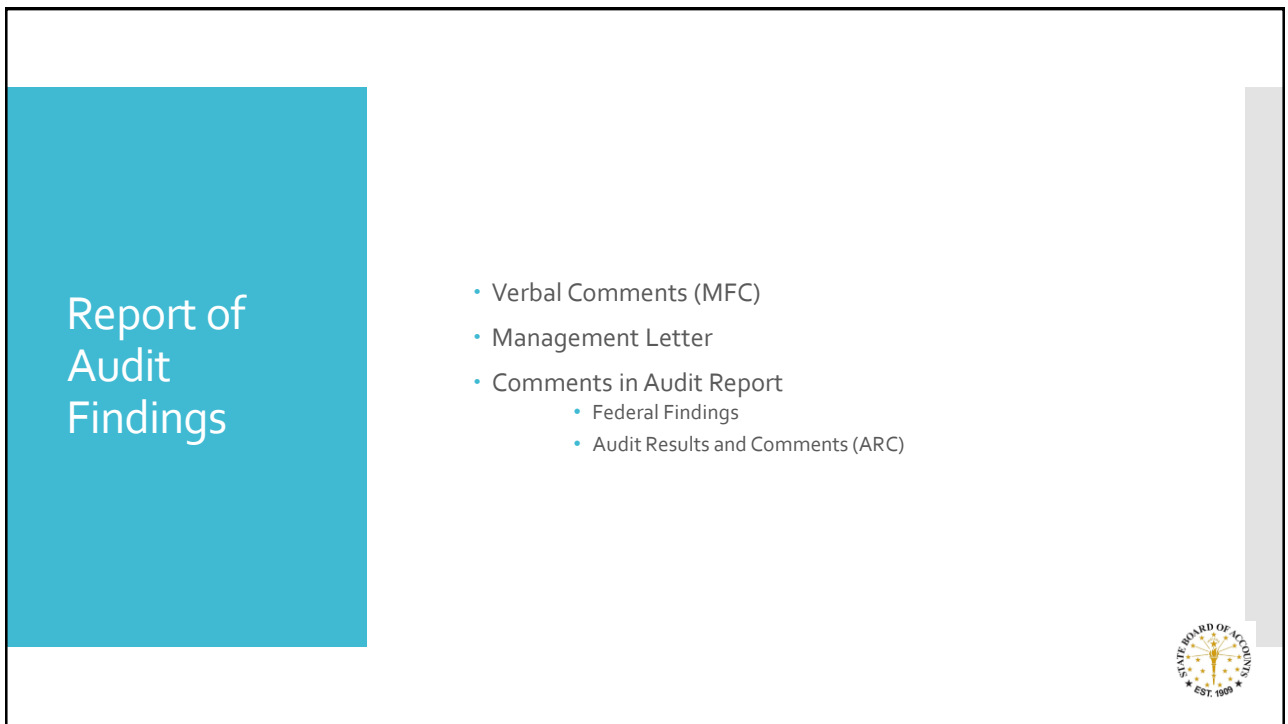 Report of
Audit
Findings
• Verbal Comments (MFC)
• Management Letter
• Comments in Audit Report
• Federal Findings
• Audit Results and Comments (ARC)
STATE BOARD OF ACCOUNTS
★ EST. 1909 ★